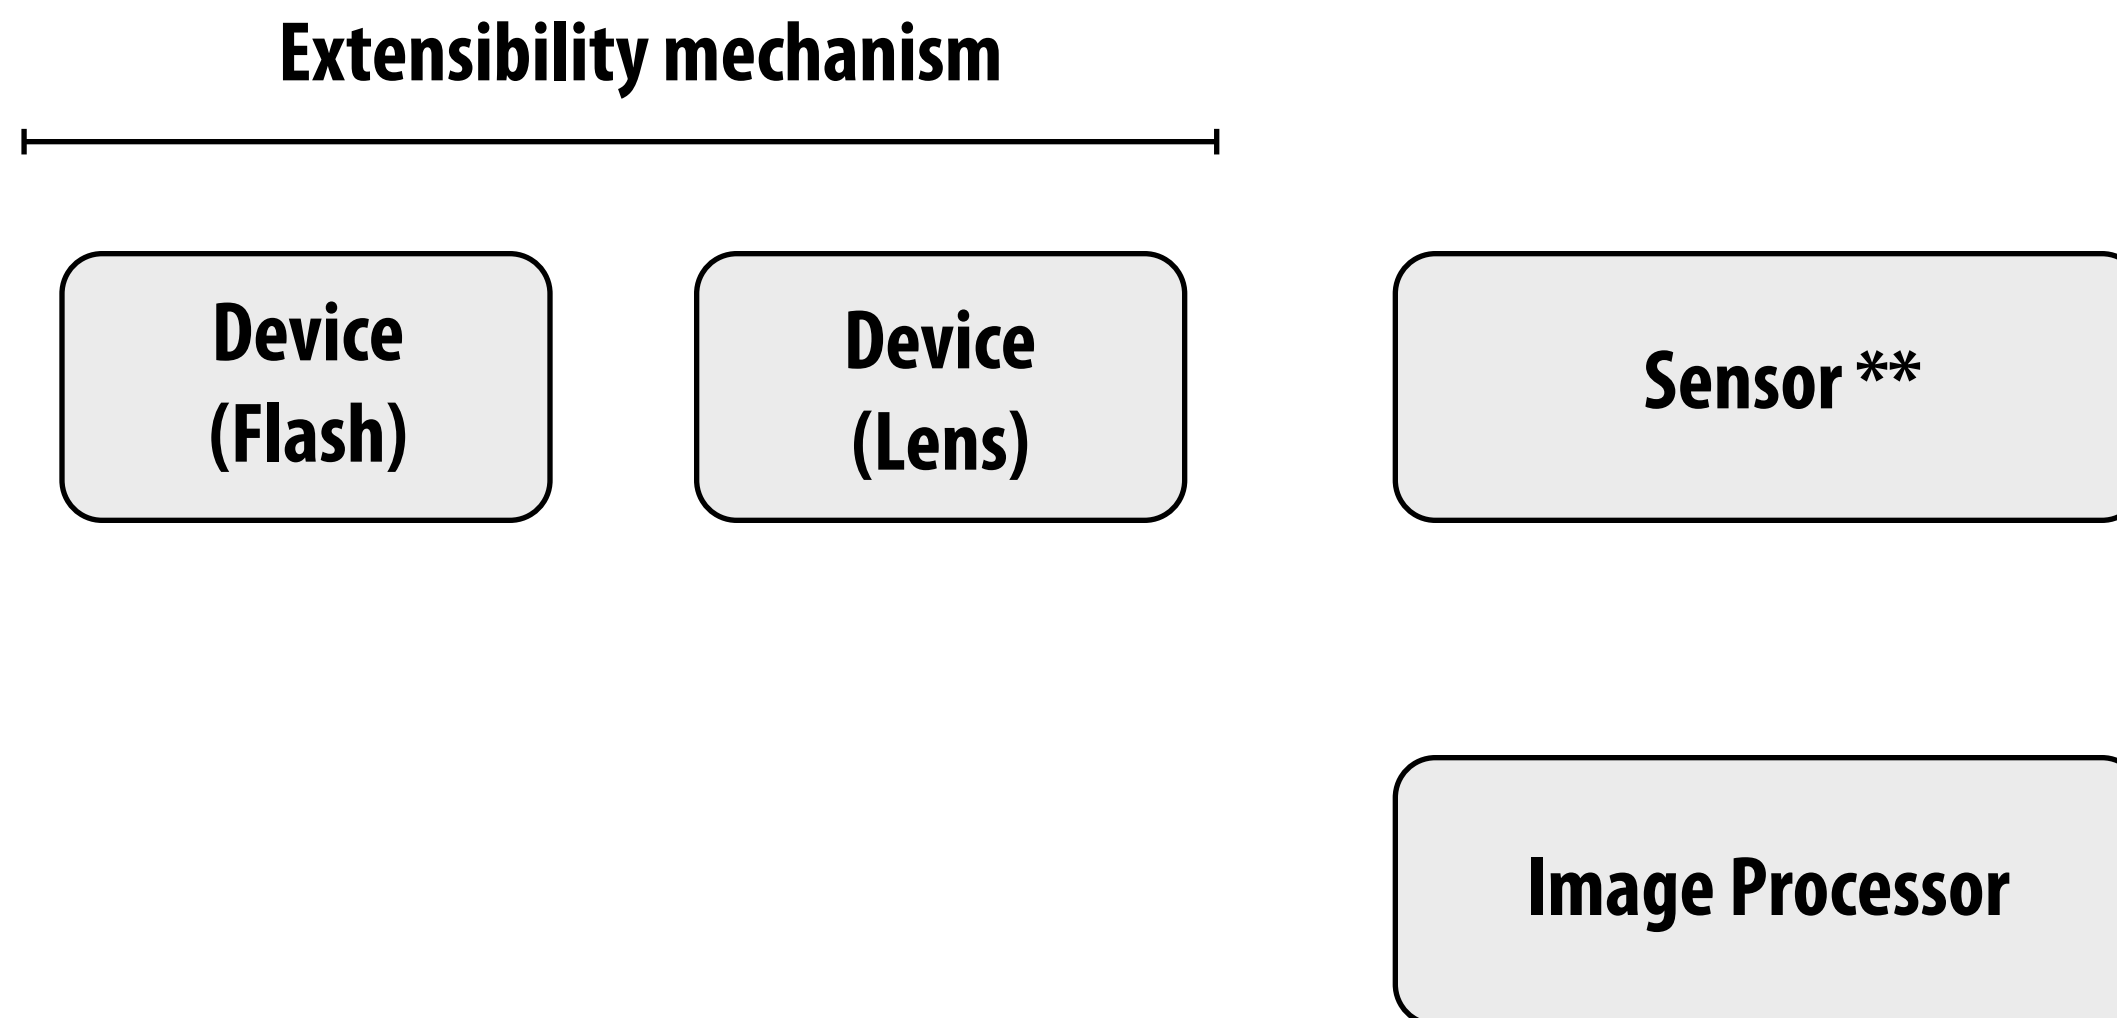 Extensibility mechanism
Device
(Flash)
Device
(Lens)
Sensor **
Image Processor